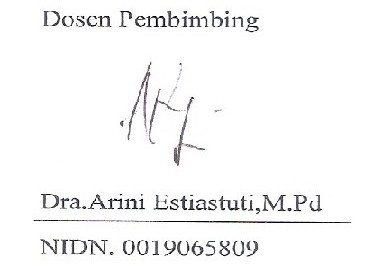 Dosen Pembimbing
Dra.Arini Estiastuti,M.Pd
NIDN. 0019065809